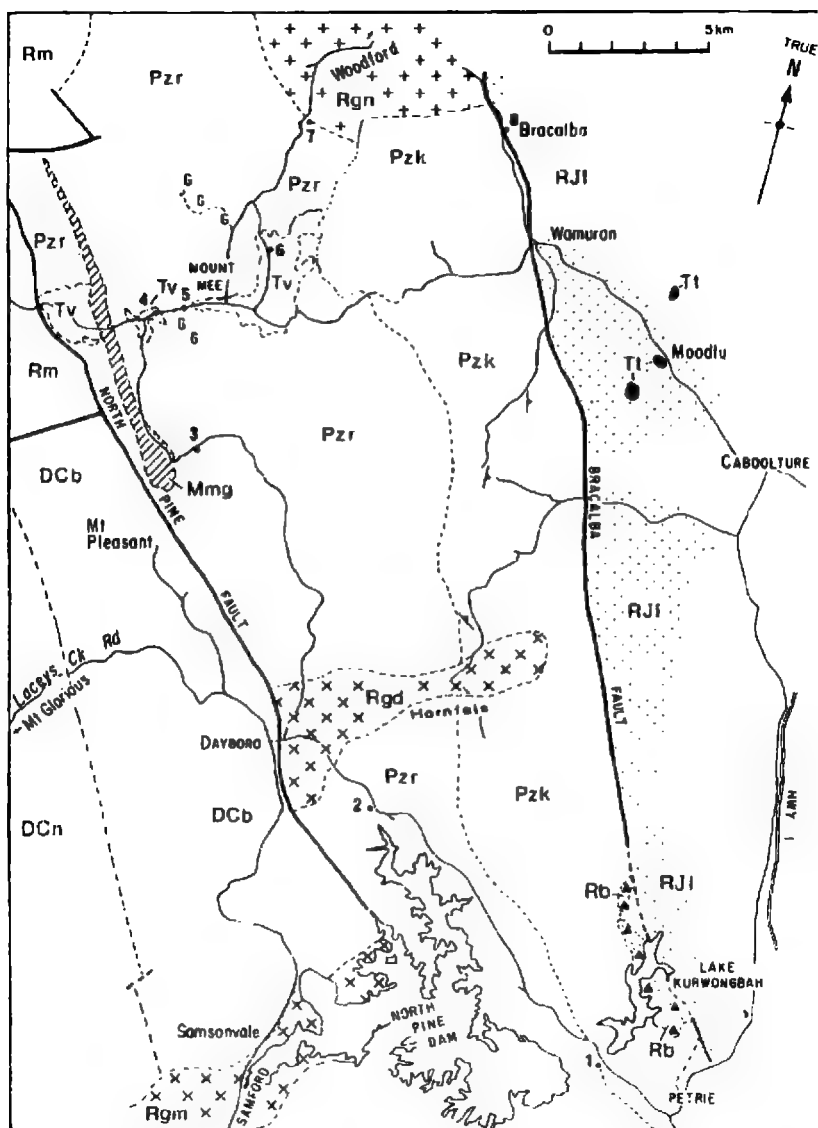 0 5km
TRUE
N
Rm
Pzr
Woodford
Rgn
7
8
Bracalba
Pzk
RJl
G
G
G
Pzr
Pzr
6
Wamuran
MOUNT
MEE
Tv
Tv
4
5
Tv
G
G
Tt
Moodlu
Tt
Rm
Pzk
NORTH
PINE
FAULT
3
Pzr
CABOOLTURE
DCb
Mmg
BRACALBA
FAULT
Mt
Pleasant
RJl
Laceys Ck Rd
Mt Glorious
Rgd
Hornfels
DAYBORO
Pzr
2
Pzk
DCn
DCb
HWY 1
Rb
RJl
LAKE
KURWONGBAH
Samsonvale
NORTH
PINE
DAM
Rb
1
SAMFORD
Rgm
PETRIE